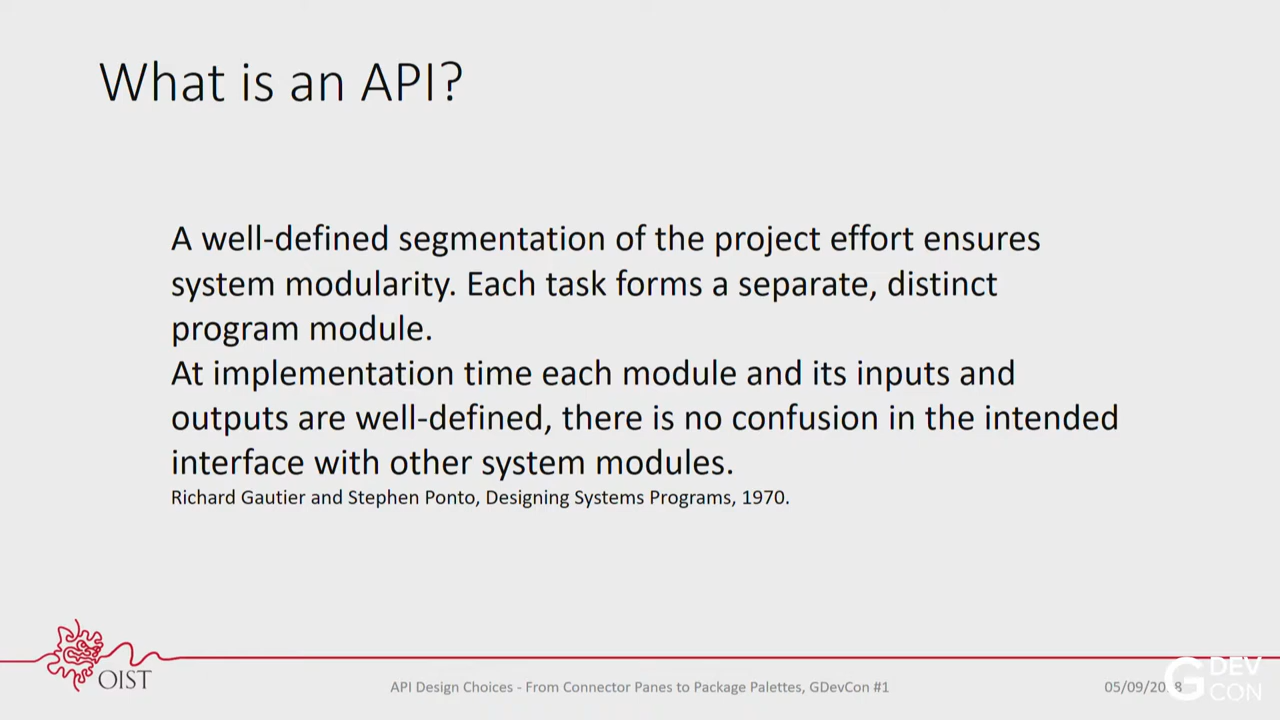 What is an API?
A well-defined segmentation of the project effort ensures
system modularity. Each task forms a separate, distinct
program module.
At implementation time each module and its inputs and
outputs are well-defined, there is no confusion in the intended
interface with other system modules.
Richard Gautier and Stephen Ponto, Designing Systems Programs, 1970.
OIST
API Design Choices - From Connector Panes to Package Palettes, GDevCon #1
05/09/2018
G DEV
CON